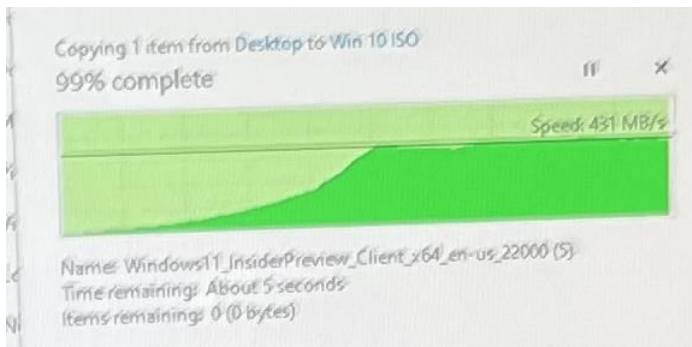 Copying 1 item from Desktop to Win 10 ISO
99% complete
Speed: 431 MB/s
Name: Windows11_InsiderPreview_Client_x64_en-us_22000 (5)
Time remaining: About 5 seconds
Items remaining: 0 (0 bytes)